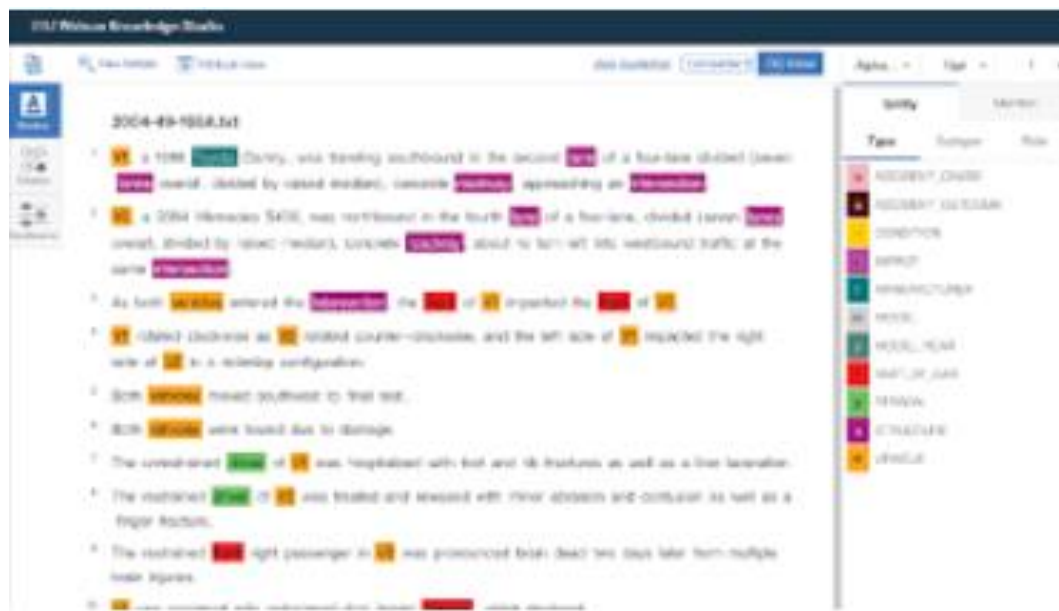 IBM Watson Knowledge Studio
2004-49-165A.txt
V1, a 1998 Toyota Camry, was traveling southbound in the second lane of a four-lane divided (seven
lanes overall, divided by raised median), concrete roadway, approaching an intersection.
V2, a 2004 Mercedes S430, was northbound in the fourth lane of a four-lane, divided (seven lanes
overall, divided by raised median), concrete roadway, about to turn left into westbound traffic at the
same intersection.
As both vehicles entered the intersection, the front of V1 impacted the front of V2.
V1 rotated clockwise as V2 rotated counter-clockwise, and the left side of V1 impacted the right
side of V2 in a sideslap configuration.
Both vehicles moved southwest to final rest.
Both vehicles were towed due to damage.
The unrestrained driver of V1 was hospitalized with foot and rib fractures as well as a liver laceration.
The restrained driver of V2 was treated and released with minor abrasion and contusion as well as a
finger fracture.
The restrained front right passenger in V2 was pronounced brain dead two days later from multiple
brain injuries.
Entity
Mention
Type
Subtype
Role
ACCIDENT_CAUSE
ACCIDENT_OUTCOME
CONDITION
IMPACT
MANUFACTURER
MODEL
MODEL_YEAR
PART_OF_CAR
PERSON
STRUCTURE
VEHICLE